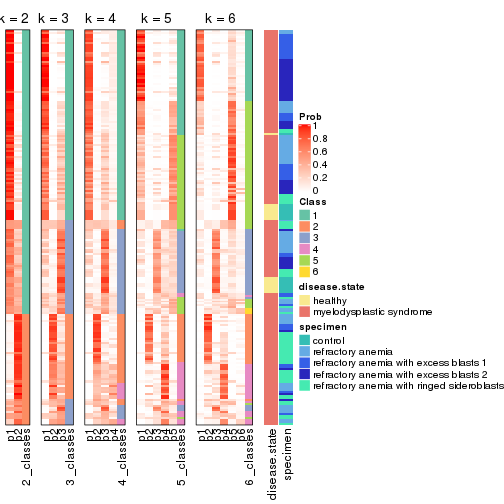 k = 2 k = 3 k = 4 k = 5 k = 6
Prob
1
0.8
0.6
0.4
0.2
0
Class
1
2
3
4
5
6
disease.state
healthy
myelodysplastic syndrome
specimen
control
refractory anemia
refractory anemia with excess blasts 1
refractory anemia with excess blasts 2
refractory anemia with ringed sideroblasts
p1 p2 2_classes p1 p2 p3 3_classes p1 p2 p3 p4 4_classes p1 p2 p3 p4 p5 5_classes p1 p2 p3 p4 p5 p6 6_classes disease.state specimen